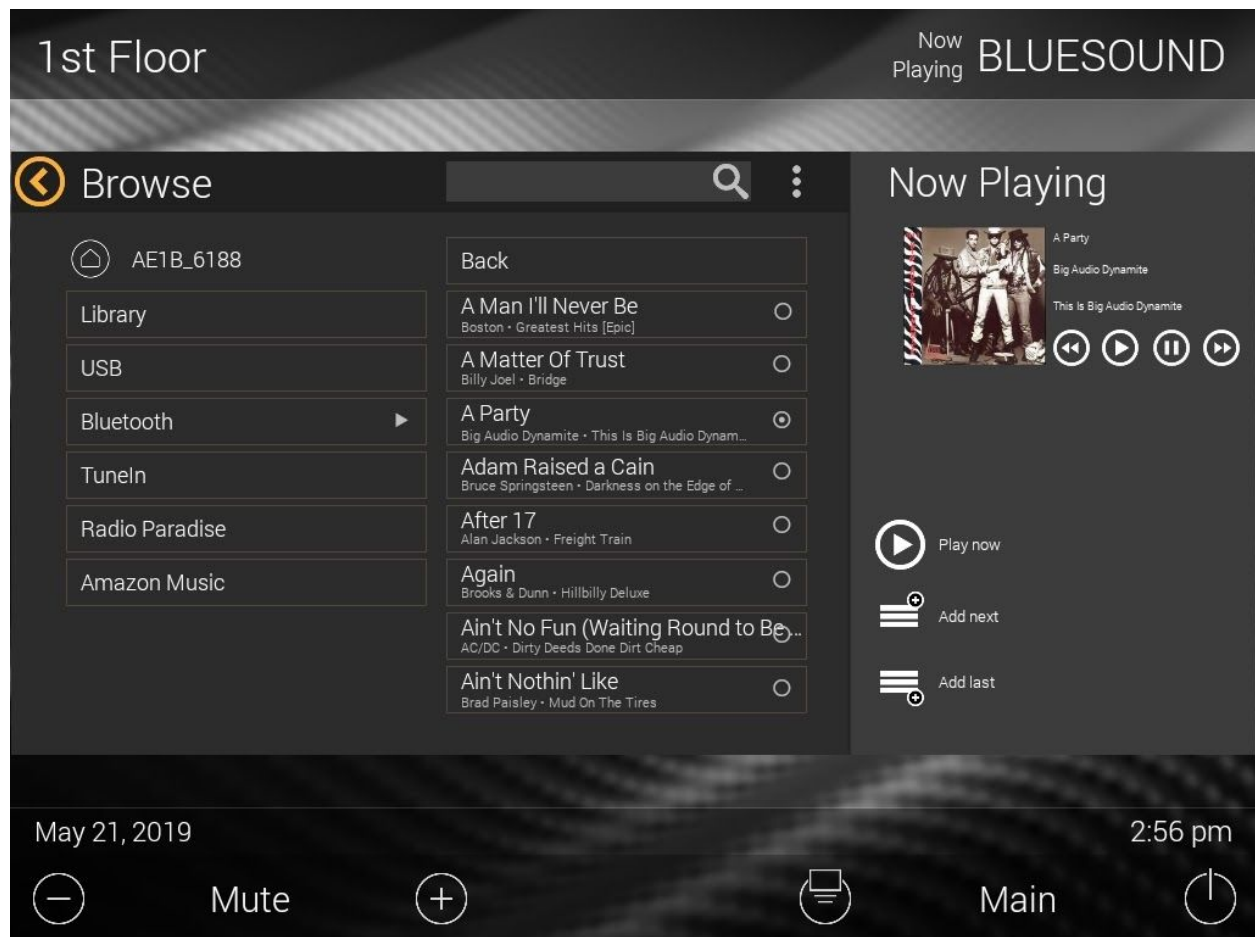 1st Floor
Now
Playing
BLUESOUND
Browse
AE1B_6188
Library
USB
Bluetooth
TuneIn
Radio Paradise
Amazon Music
Back
A Man I'll Never Be
Boston • Greatest Hits [Epic]
A Matter Of Trust
Billy Joel • Bridge
A Party
Big Audio Dynamite • This Is Big Audio Dynam...
Adam Raised a Cain
Bruce Springsteen • Darkness on the Edge of ...
After 17
Alan Jackson • Freight Train
Again
Brooks & Dunn • Hillbilly Deluxe
Ain't No Fun (Waiting Round to Be...
AC/DC • Dirty Deeds Done Dirt Cheap
Ain't Nothin' Like
Brad Paisley • Mud On The Tires
Now Playing
A Party
Big Audio Dynamite
This Is Big Audio Dynamite
Play now
Add next
Add last
May 21, 2019
2:56 pm
Mute
Main